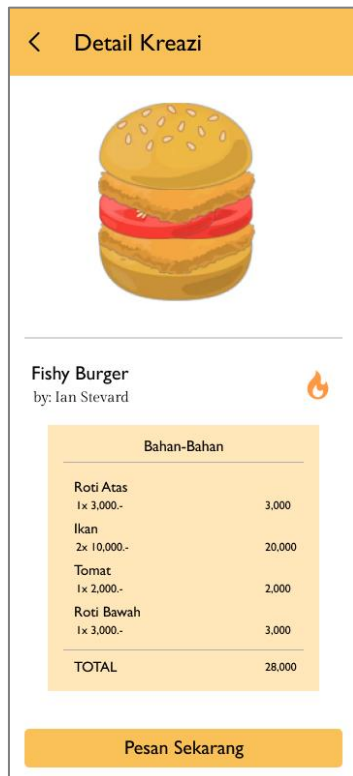 Detail Kreazi
Fishy Burger
by: Ian Stevard
Bahan-Bahan
Roti Atas
1x 3,000.- 3,000
Ikan
2x 10,000.- 20,000
Tomat
1x 2,000.- 2,000
Roti Bawah
1x 3,000.- 3,000
TOTAL 28,000
Pesan Sekarang